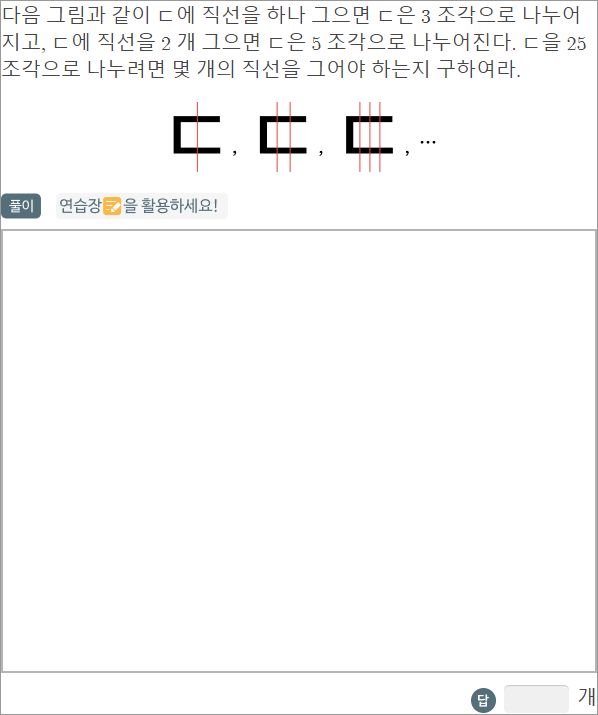 다음 그림과 같이 ㄷ에 직선을 하나 그으면 ㄷ은 3 조각으로 나누어
지고, ㄷ에 직선을 2 개 그으면 ㄷ은 5 조각으로 나누어진다. ㄷ을 25
조각으로 나누려면 몇 개의 직선을 그어야 하는지 구하여라.
ㄷ, ㄷ, ㄷ, ⋯
풀이 연습장을 활용하세요!
답 개